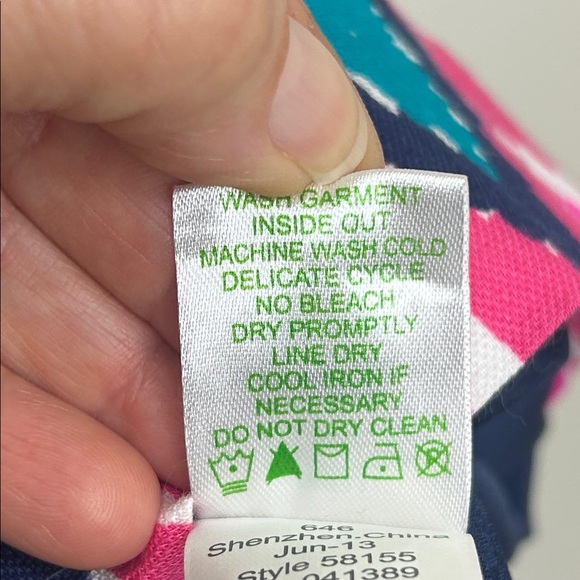 WASH GARMENT
INSIDE OUT
MACHINE WASH COLD
DELICATE CYCLE
NO BLEACH
DRY PROMPTLY
LINE DRY
COOL IRON IF
NECESSARY
DO NOT DRY CLEAN
646
Shenzhen-China
Jun-13
Style 58155
041389